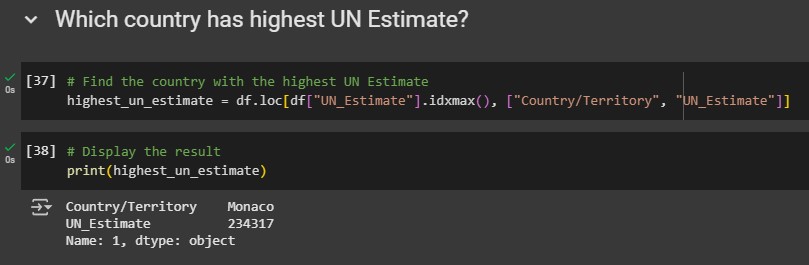 Which country has highest UN Estimate?
[37] # Find the country with the highest UN Estimate
0s highest_un_estimate = df.loc[df["UN_Estimate"].idxmax(), ["Country/Territory", "UN_Estimate"]]
[38] # Display the result
0s print(highest_un_estimate)
Country/Territory    Monaco
UN_Estimate          234317
Name: 1, dtype: object